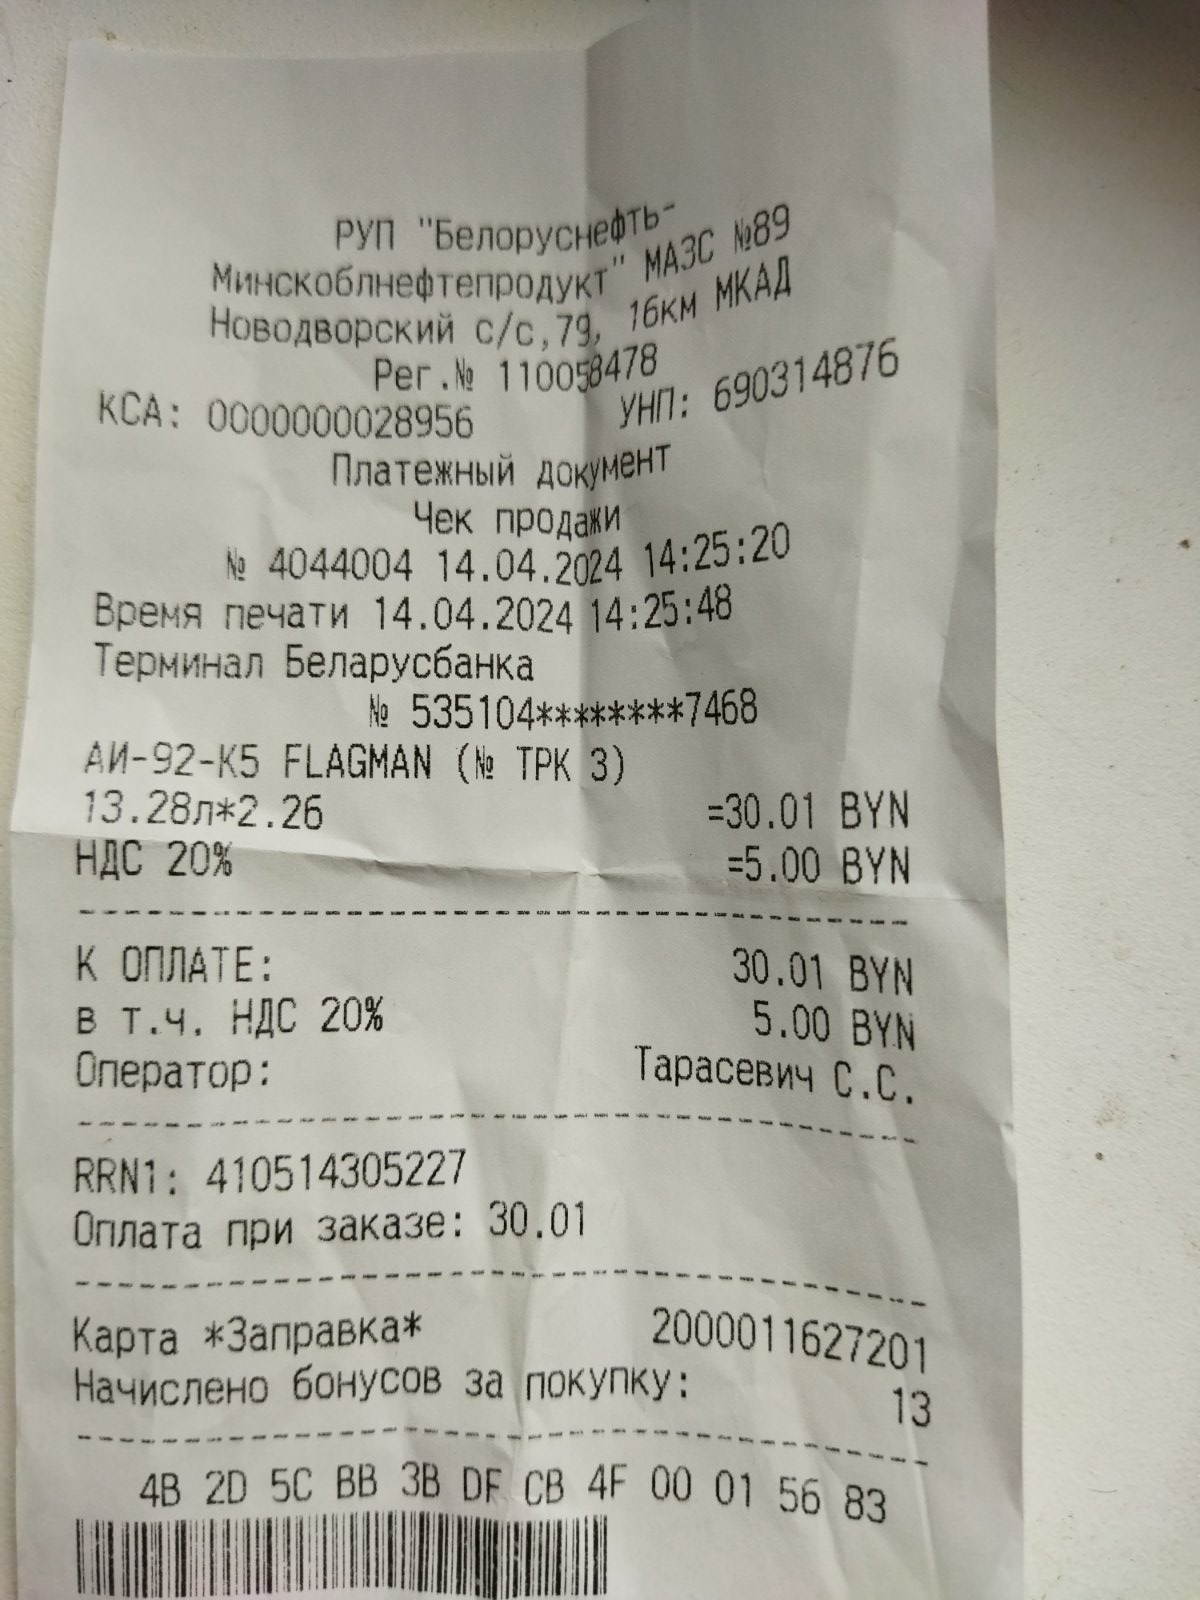 РУП "Белоруснефть-
Минскоблнефтепродукт" МАЗС №89
Новодворский с/с,79, 16км МКАД
Рег.№ 110058478
КСА: 0000000028956 УНП: 690314876
Платежный документ
Чек продажи
№ 4044004 14.04.2024 14:25:20
Время печати 14.04.2024 14:25:48
Терминал Беларусбанка
№ 535104********7468
АИ-92-К5 FLAGMAN (№ ТРК 3)
13.28л*2.26 =30.01 BYN
НДС 20% =5.00 BYN
К ОПЛАТЕ: 30.01 BYN
в т.ч. НДС 20% 5.00 BYN
Оператор: Тарасевич С.С.
RRN1: 410514305227
Оплата при заказе: 30.01
Карта *Заправка* 2000011627201
Начислено бонусов за покупку: 13
4B 2D 5C BB 3B DF CB 4F 00 01 56 83